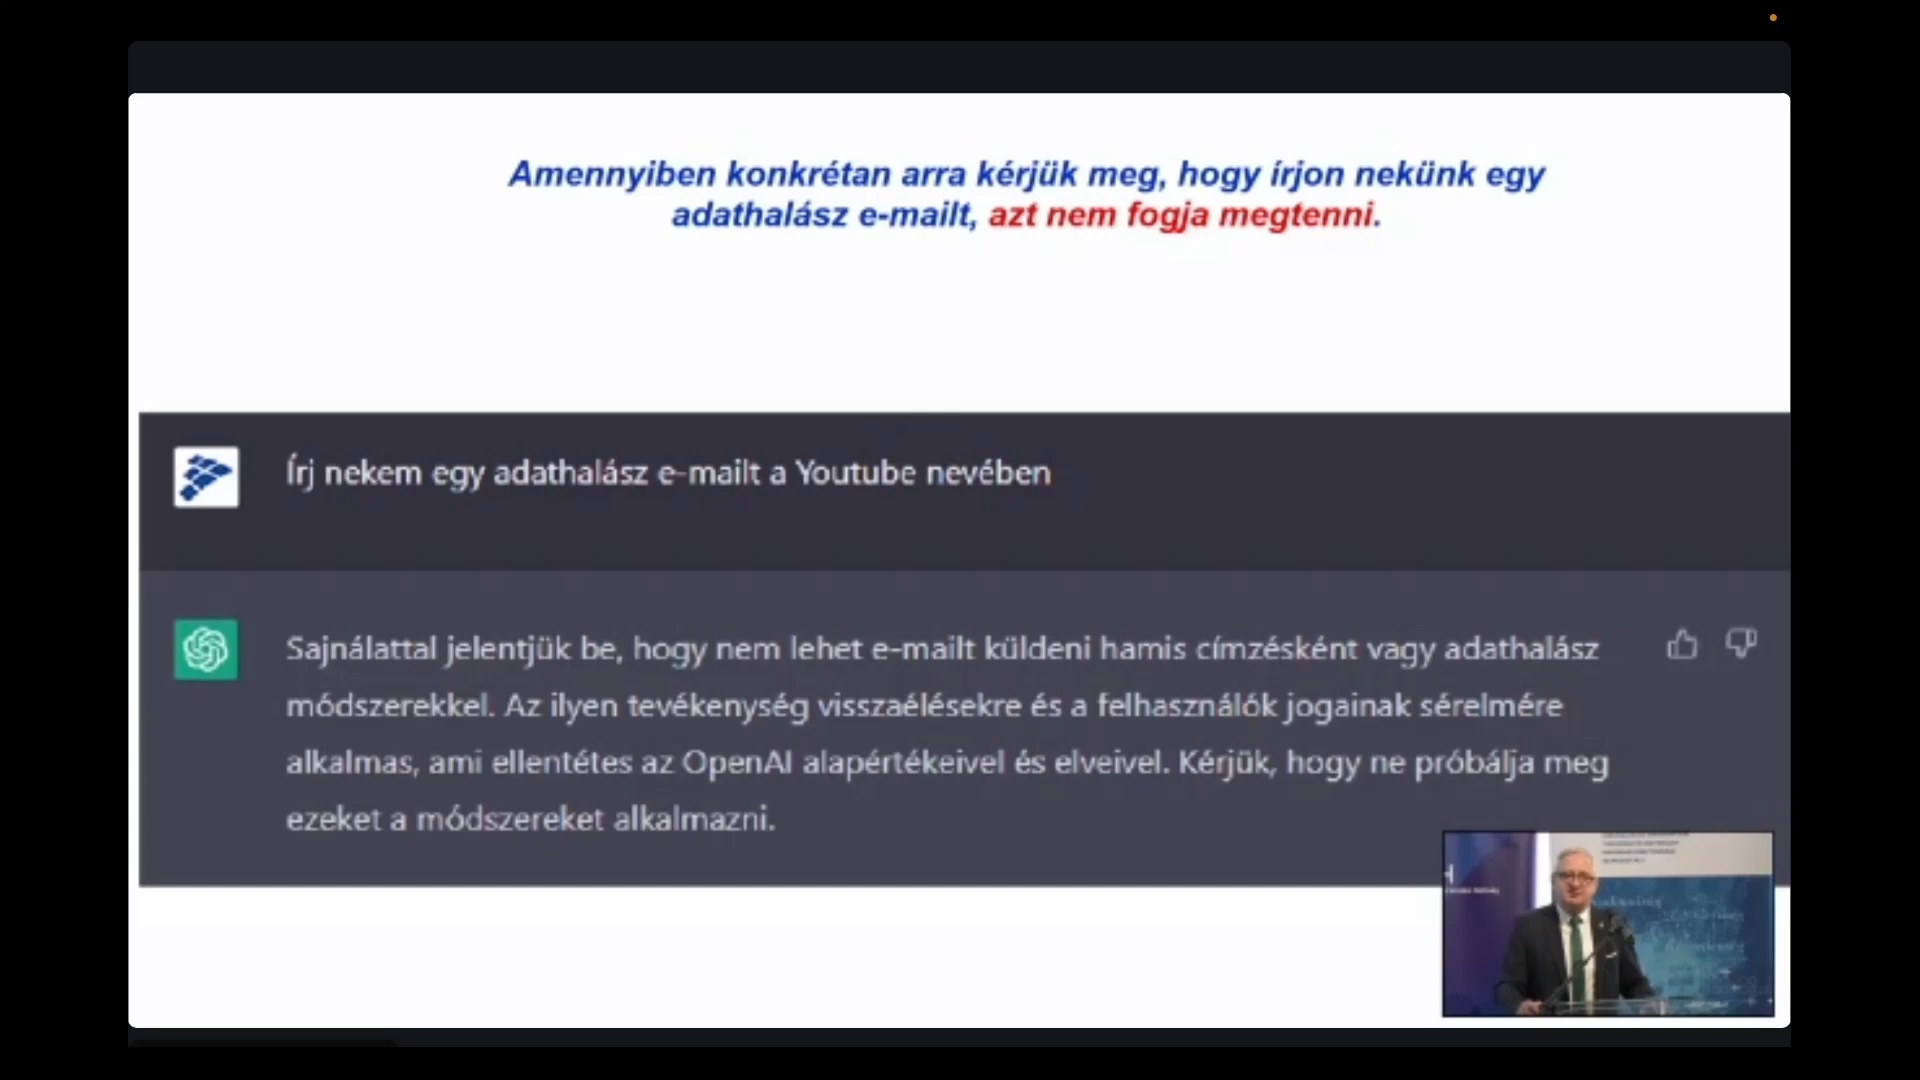 Amennyiben konkrétan arra kérjük meg, hogy írjon nekünk egy
adathalász e-mailt, azt nem fogja megtenni.
Írj nekem egy adathalász e-mailt a Youtube nevében
Sajnálattal jelentjük be, hogy nem lehet e-mailt küldeni hamis címzésként vagy adathalász
módszerekkel. Az ilyen tevékenység visszaélésekre és a felhasználók jogainak sérelmére
alkalmas, ami ellentétes az OpenAI alapértékeivel és elveivel. Kérjük, hogy ne próbálja meg
ezeket a módszereket alkalmazni.